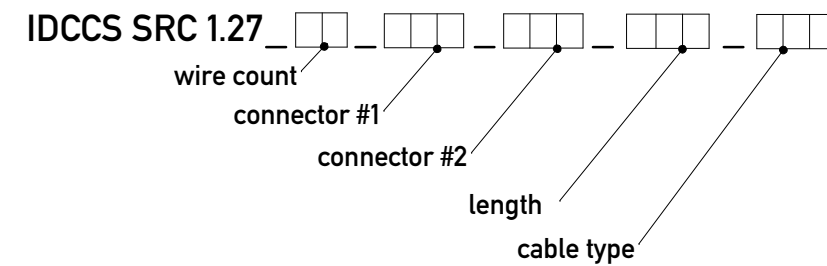 IDCCS SRC 1.27_ _ _ _ _
wire count
connector #1
connector #2
length
cable type